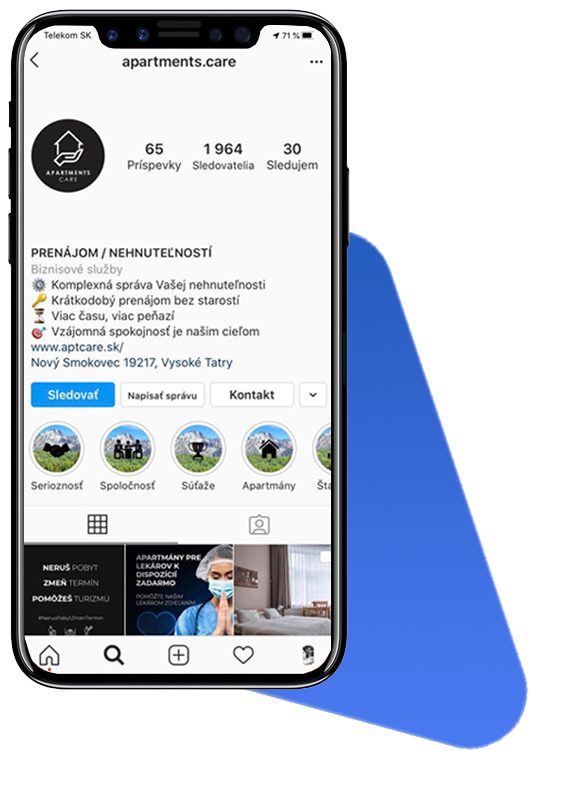 Telekom SK
71 %
apartments.care
APARTMENTS
CARE
65
1 964
30
Príspevky
Sledovatelia
Sledujem
PRENÁJOM / NEHNUTEĽNOSTÍ
Biznisové služby
Komplexná správa Vašej nehnuteľnosti
Krátkodobý prenájom bez starostí
Viac času, viac peňazí
Vzájomná spokojnosť je našim cieľom
www.aptcare.sk/
Nový Smokovec 19217, Vysoké Tatry
Sledovať
Napísať správu
Kontakt
Serioznosť
Spoločnosť
Súťaže
Apartmány
Šta
NERUŠ POBYT
ZMEŇ TERMÍN
POMÔŽEŠ TURIZMU
#nerusPobytZmenTermin
APARTMÁNY PRE
LEKÁROV K
DISPOZÍCII
ZADARMO
POMÔŽTE NAŠIM
LEKÁROM ZDIEĽANÍM